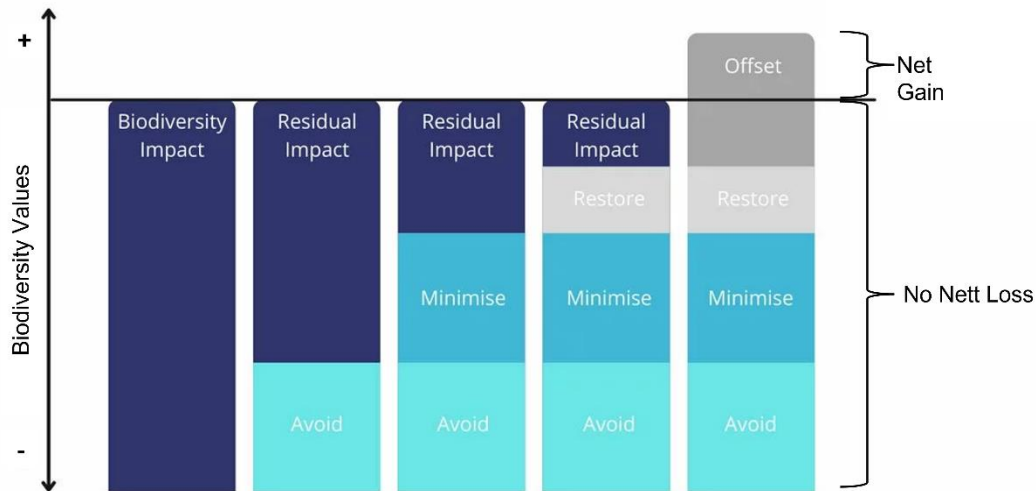 +
Biodiversity Values
-
Biodiversity
Impact
Residual
Impact
Avoid
Residual
Impact
Minimise
Avoid
Residual
Impact
Restore
Minimise
Avoid
Offset
Restore
Minimise
Avoid
Net
Gain
No Nett Loss